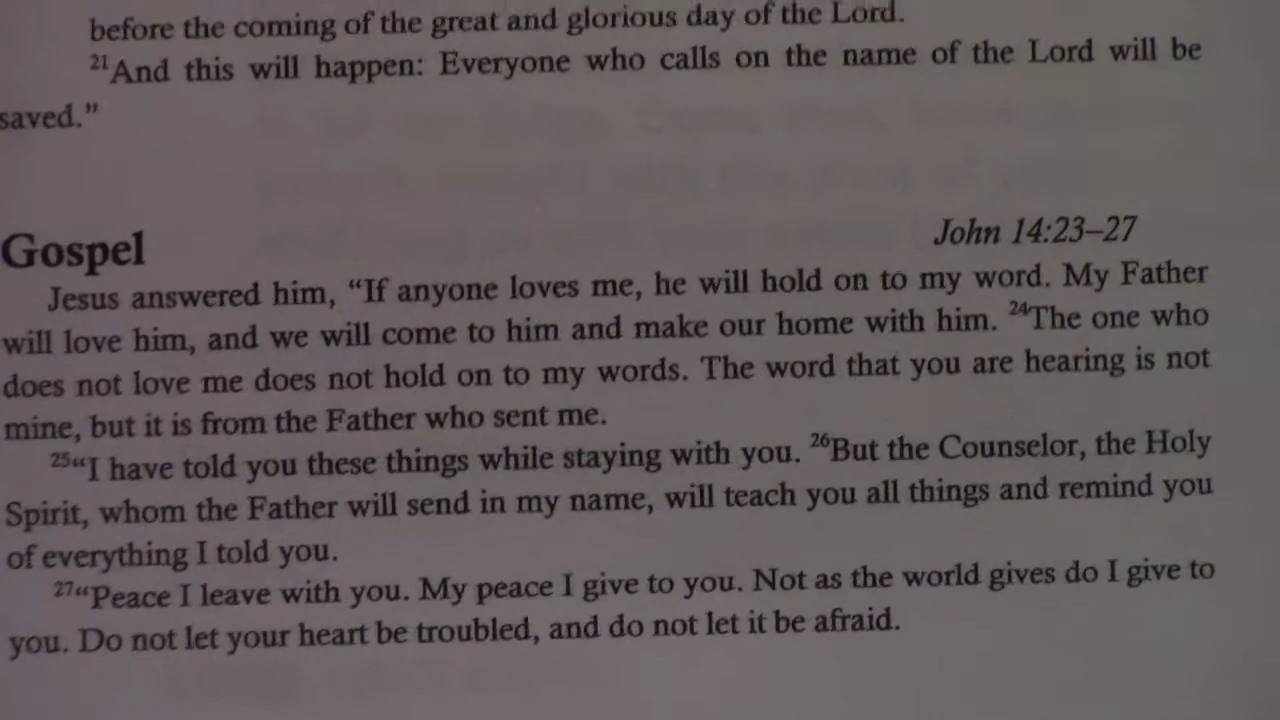 before the coming of the great and glorious day of the Lord.
²¹And this will happen: Everyone who calls on the name of the Lord will be
saved.”
Gospel
John 14:23–27
Jesus answered him, “If anyone loves me, he will hold on to my word. My Father
will love him, and we will come to him and make our home with him. ²⁴The one who
does not love me does not hold on to my words. The word that you are hearing is not
mine, but it is from the Father who sent me.
²⁵“I have told you these things while staying with you. ²⁶But the Counselor, the Holy
Spirit, whom the Father will send in my name, will teach you all things and remind you
of everything I told you.
²⁷“Peace I leave with you. My peace I give to you. Not as the world gives do I give to
you. Do not let your heart be troubled, and do not let it be afraid.